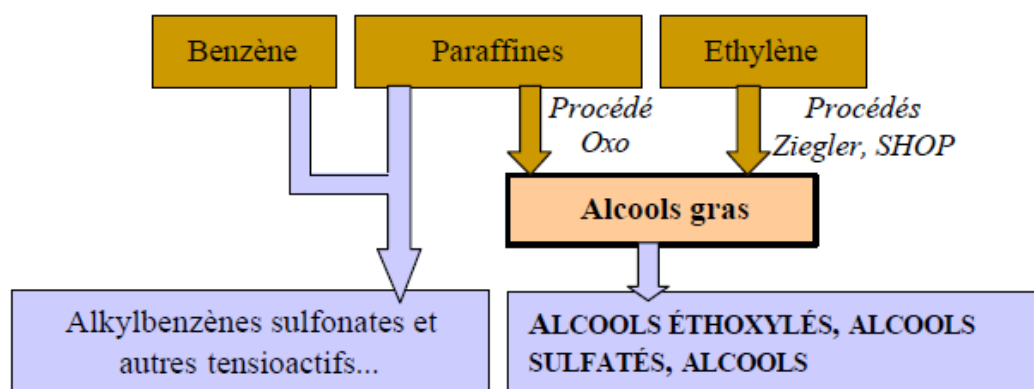 Benzène
Paraffines
Ethylène
Procédé
Oxo
Procédés
Ziegler, SHOP
Alcools gras
Alkylbenzènes sulfonates et
autres tensioactifs...
ALCOOLS ÉTHOXYLÉS, ALCOOLS
SULFATÉS, ALCOOLS